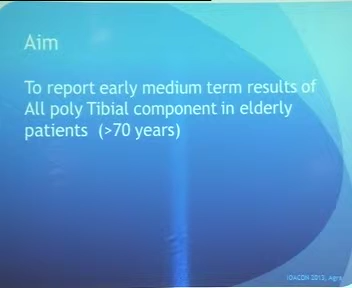 Aim
To report early medium term results of
All poly Tibial component in elderly
patients (>70 years)
IOACON 2013, Agra